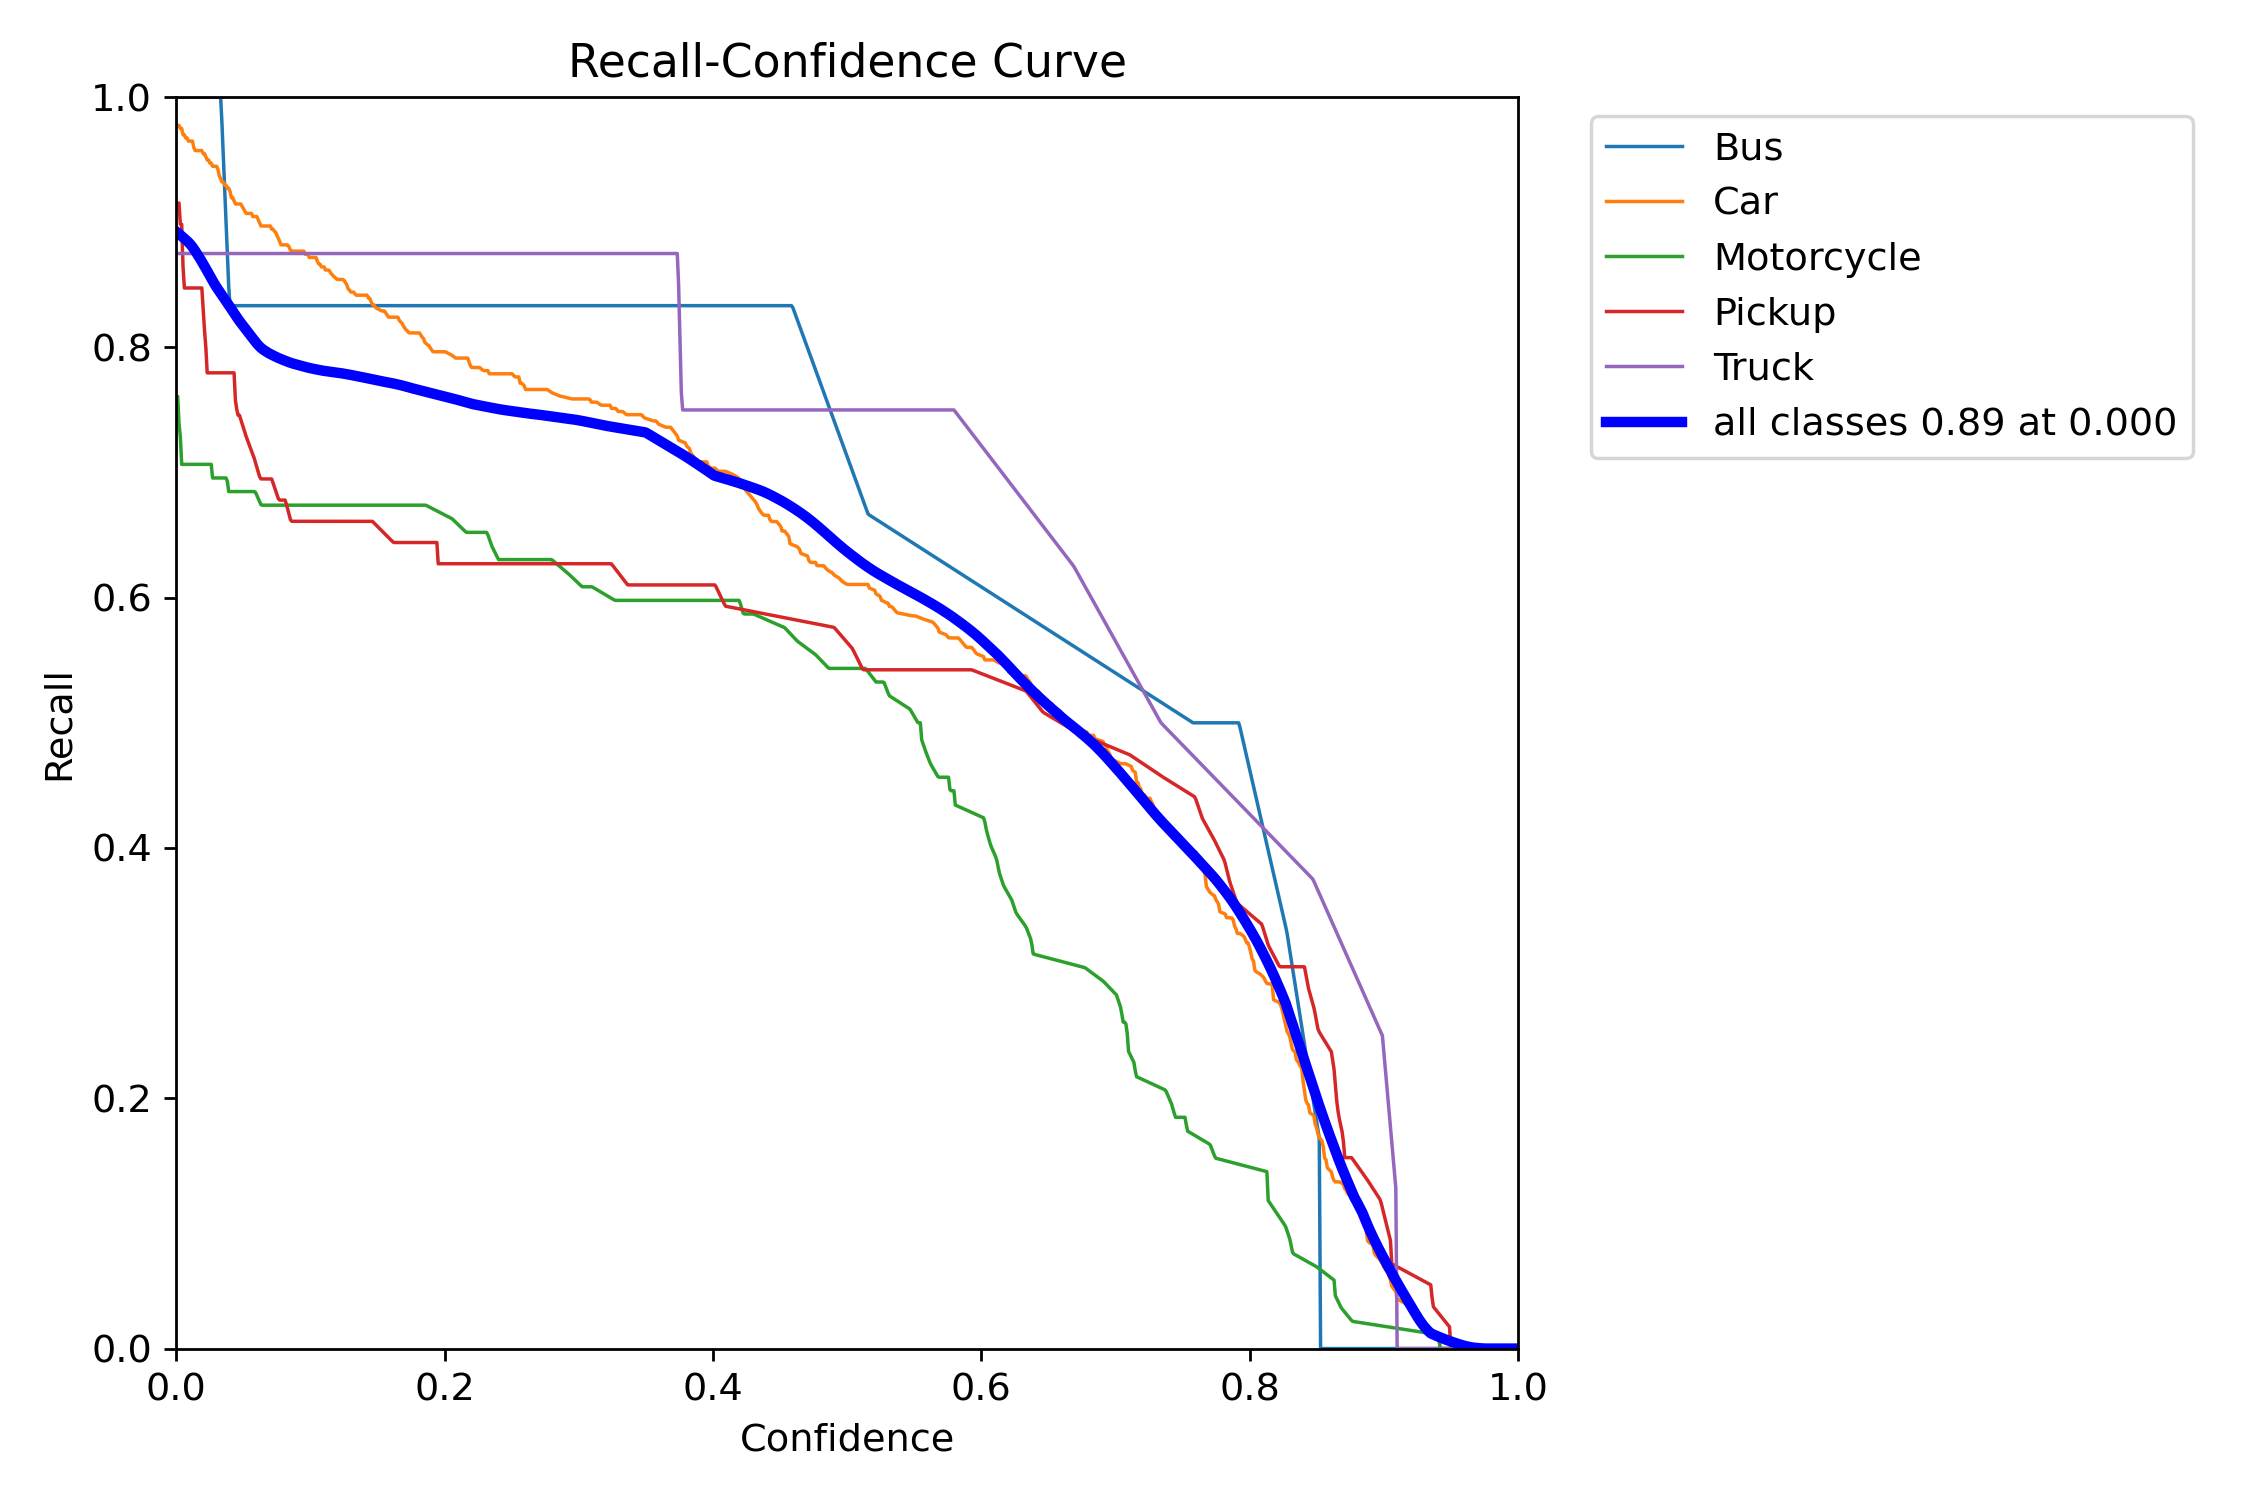 Recall-Confidence Curve
1.0
0.8
0.6
0.4
0.2
0.0
Recall
0.0 0.2 0.4 0.6 0.8 1.0
Confidence
Bus
Car
Motorcycle
Pickup
Truck
all classes 0.89 at 0.000